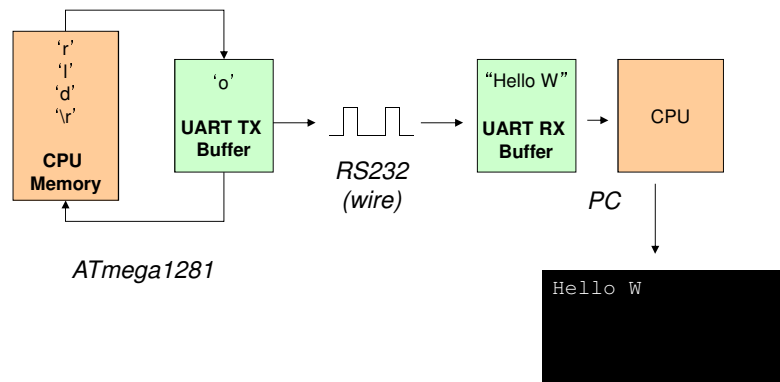 ‘r’
‘l’
‘d’
‘\r’
CPU
Memory
‘o’
UART TX
Buffer
RS232
(wire)
“Hello W”
UART RX
Buffer
CPU
PC
ATmega1281
Hello W